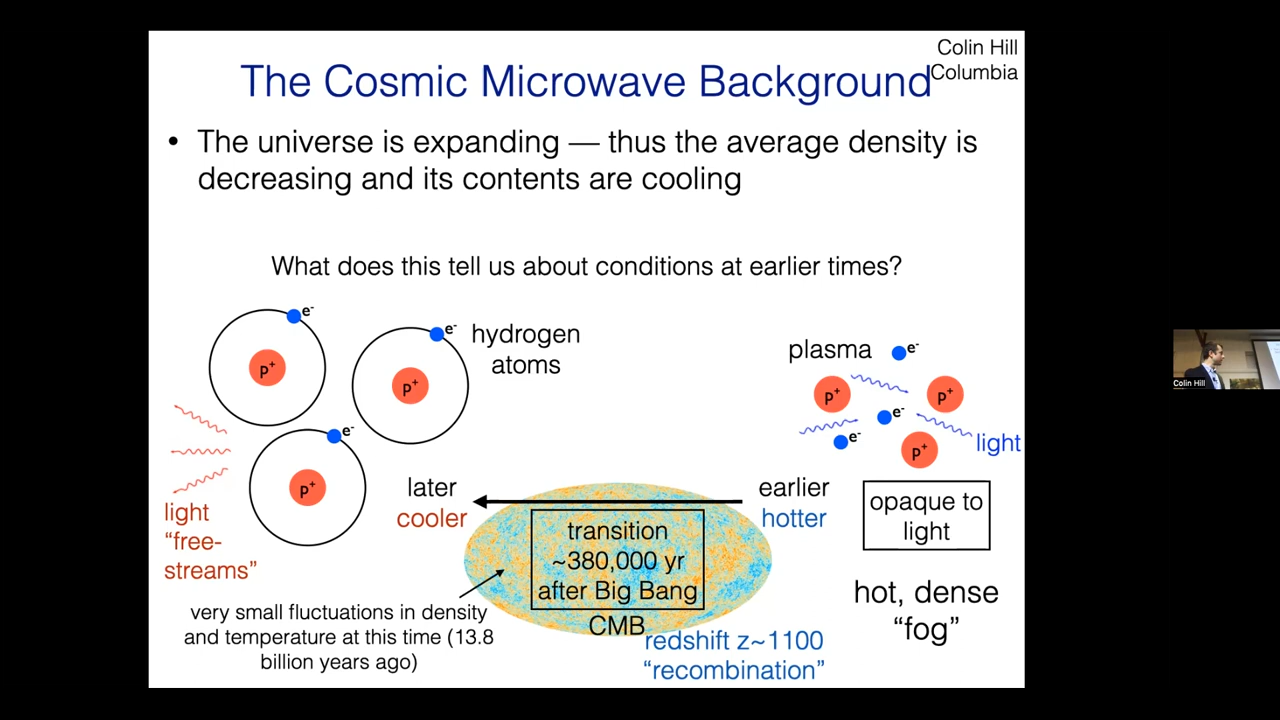 Colin Hill
Columbia
The Cosmic Microwave Background
• The universe is expanding — thus the average density is
decreasing and its contents are cooling
What does this tell us about conditions at earlier times?
e-
P+
e-
P+
hydrogen
atoms
e-
P+
light
“free-
streams”
later
cooler
earlier
hotter
plasma
e-
P+
P+
e-
e-
P+
light
opaque to
light
hot, dense
“fog”
transition
~380,000 yr
after Big Bang
CMB
very small fluctuations in density
and temperature at this time (13.8
billion years ago)
redshift z~1100
“recombination”
Colin Hill